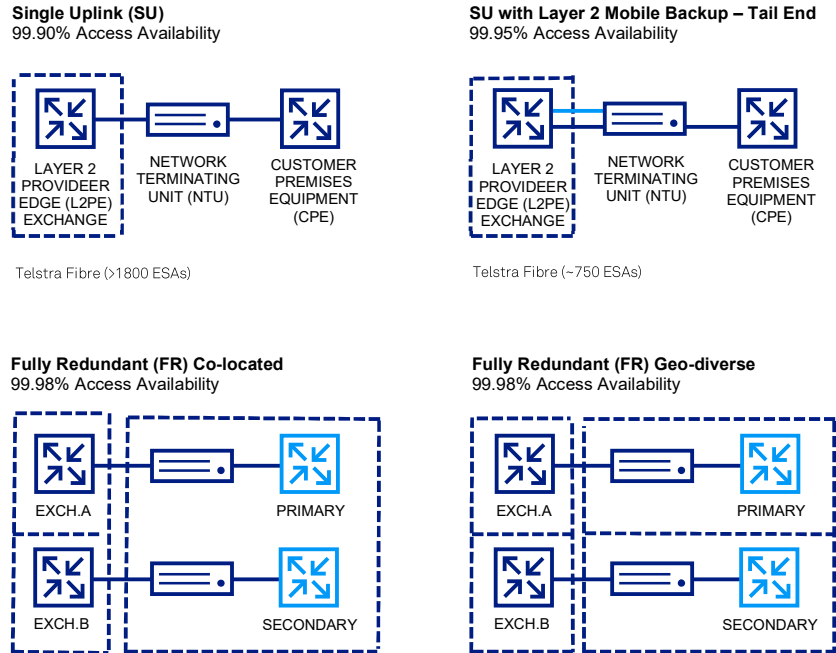 Single Uplink (SU)
99.90% Access Availability
LAYER 2
PROVIDEER
EDGE (L2PE)
EXCHANGE
NETWORK
TERMINATING
UNIT (NTU)
CUSTOMER
PREMISES
EQUIPMENT
(CPE)
Telstra Fibre (>1800 ESAs)
SU with Layer 2 Mobile Backup – Tail End
99.95% Access Availability
LAYER 2
PROVIDEER
EDGE (L2PE)
EXCHANGE
NETWORK
TERMINATING
UNIT (NTU)
CUSTOMER
PREMISES
EQUIPMENT
(CPE)
Telstra Fibre (~750 ESAs)
Fully Redundant (FR) Co-located
99.98% Access Availability
EXCH.A
PRIMARY
EXCH.B
SECONDARY
Fully Redundant (FR) Geo-diverse
99.98% Access Availability
EXCH.A
PRIMARY
EXCH.B
SECONDARY